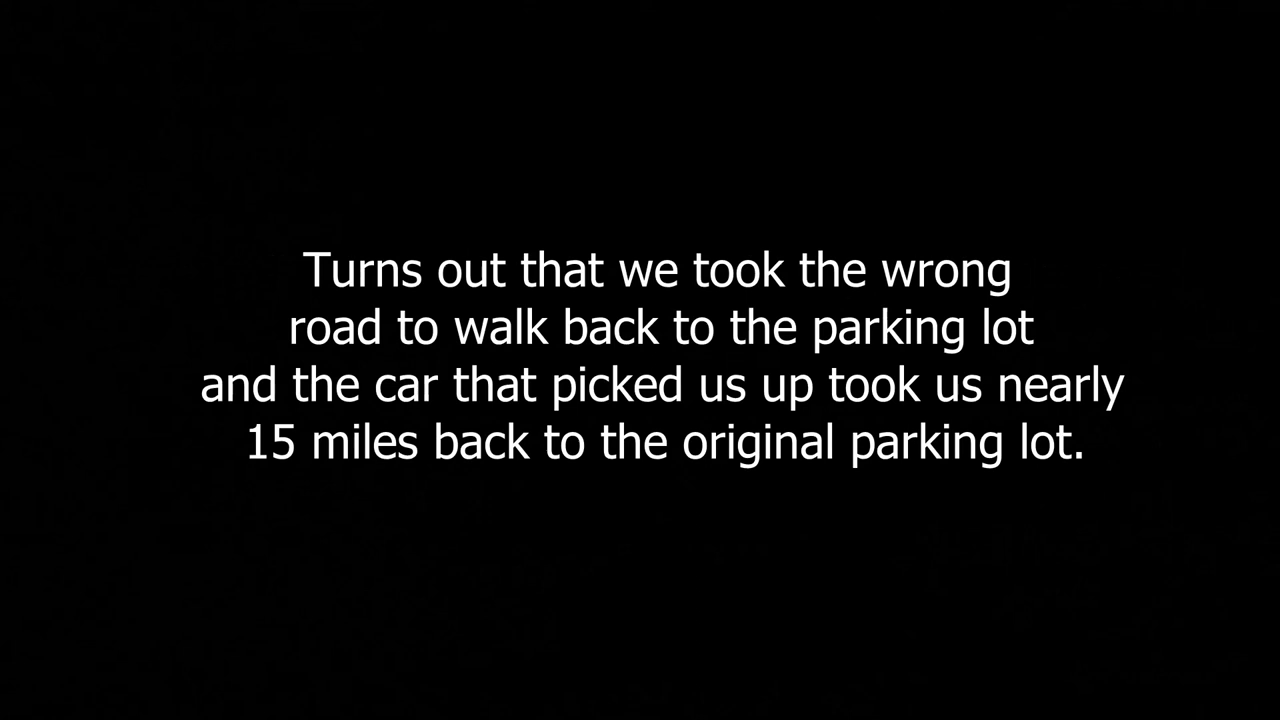 Turns out that we took the wrong
road to walk back to the parking lot
and the car that picked us up took us nearly
15 miles back to the original parking lot.